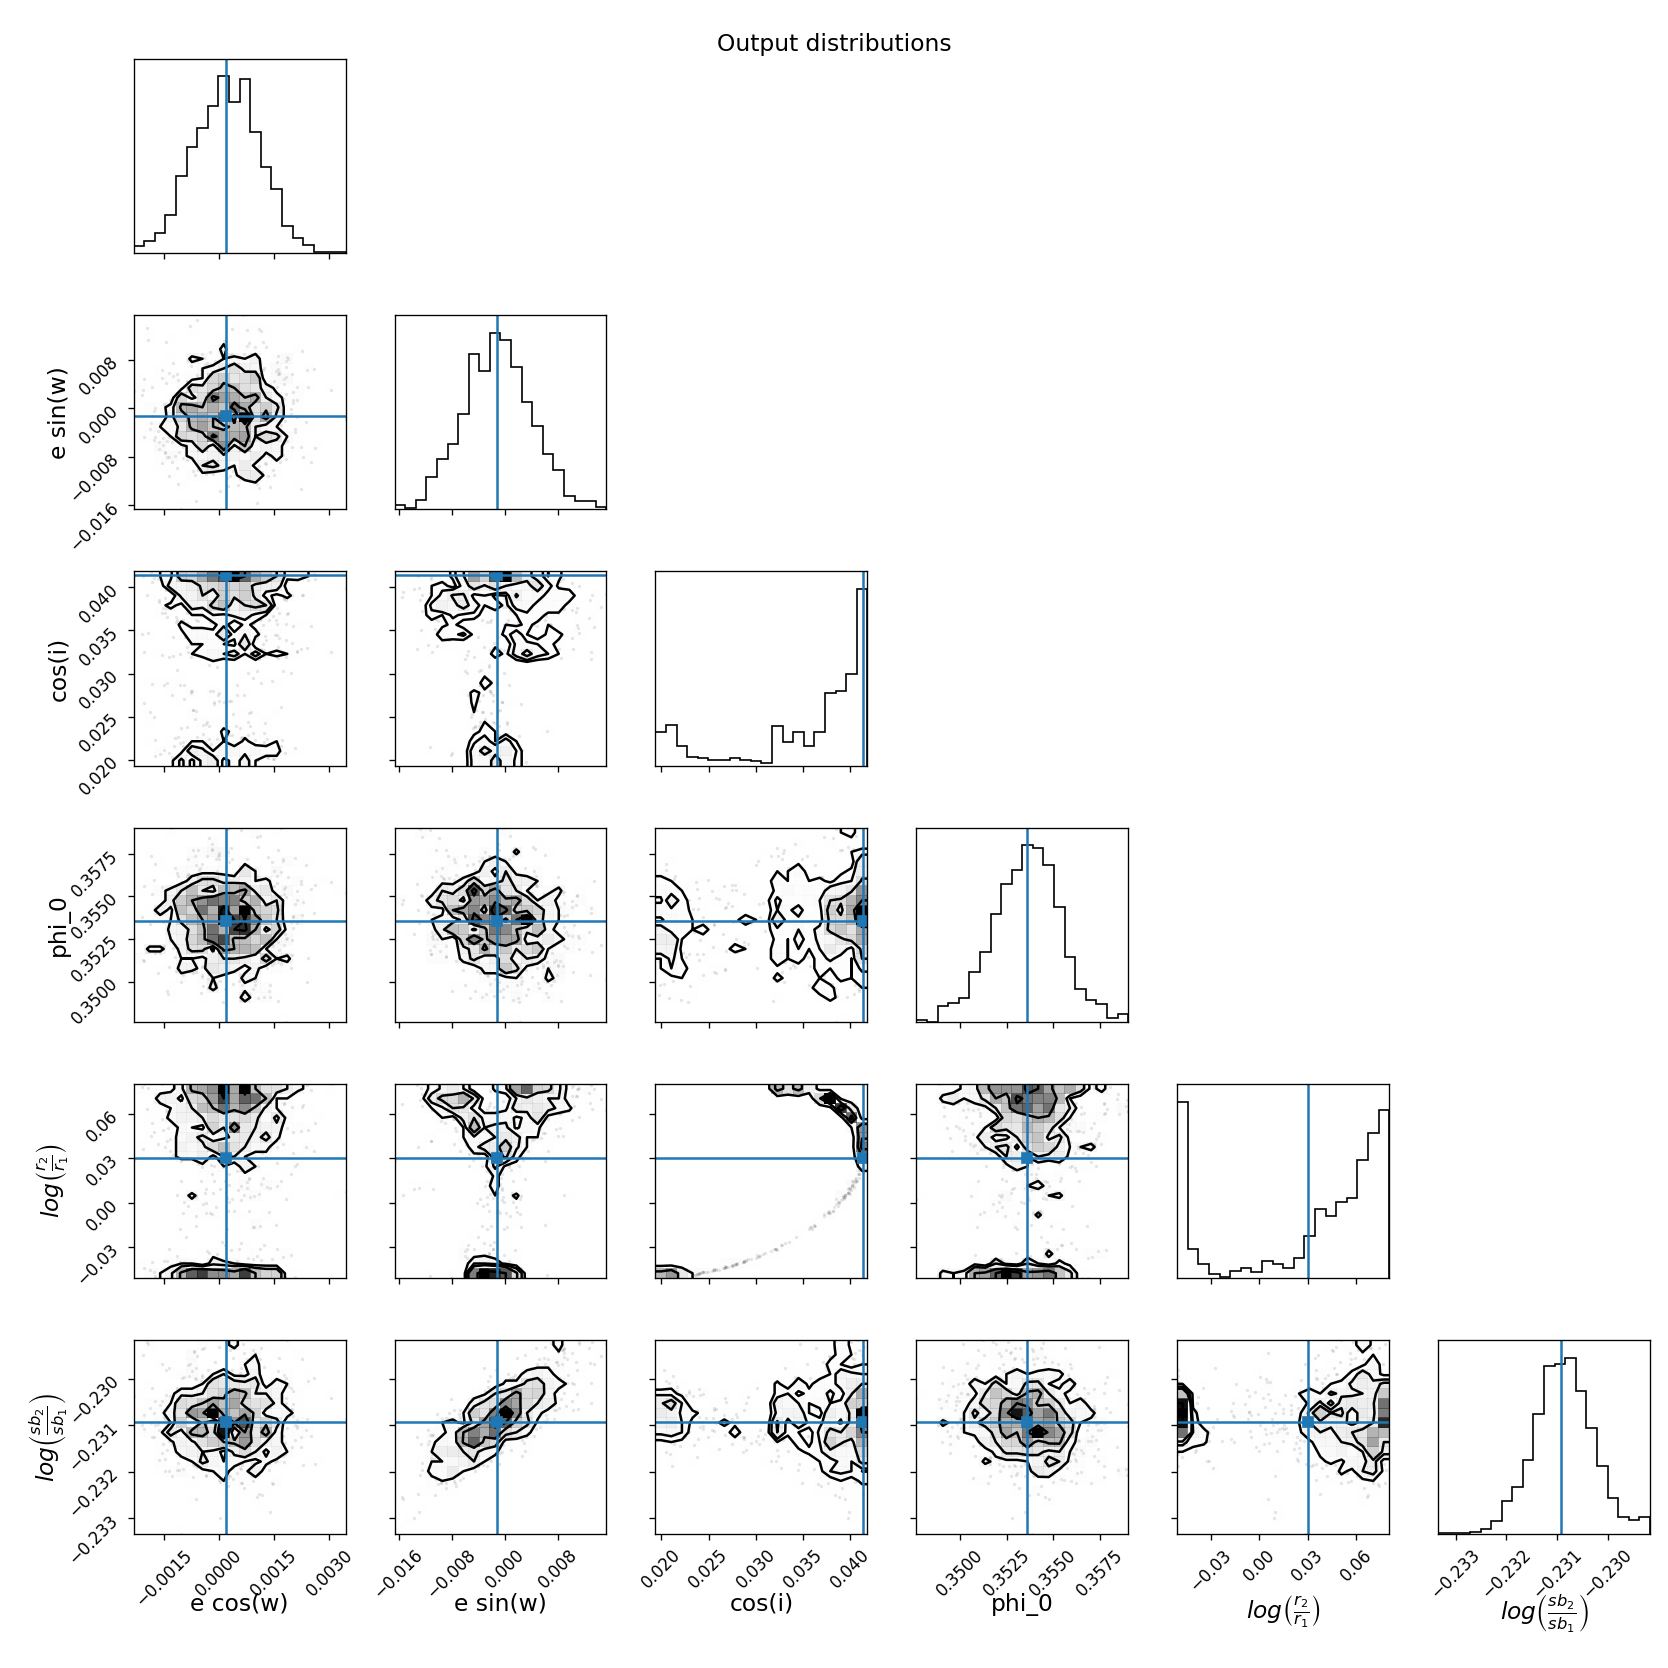 Output distributions
e sin(w)
0.008
0.000
−0.008
−0.016
cos(i)
0.040
0.035
0.030
0.025
0.020
phi_0
0.3575
0.3550
0.3525
0.3500
log(r₂/r₁)
0.06
0.03
0.00
−0.03
log(sb₂/sb₁)
−0.230
−0.231
−0.232
−0.233
−0.0015 0.0000 0.0015 0.0030
−0.016 −0.008 0.000 0.008
0.020 0.025 0.030 0.035 0.040
0.3500 0.3525 0.3550 0.3575
−0.03 0.00 0.03 0.06
−0.233 −0.232 −0.231 −0.230
e cos(w)
e sin(w)
cos(i)
phi_0
log(r₂/r₁)
log(sb₂/sb₁)